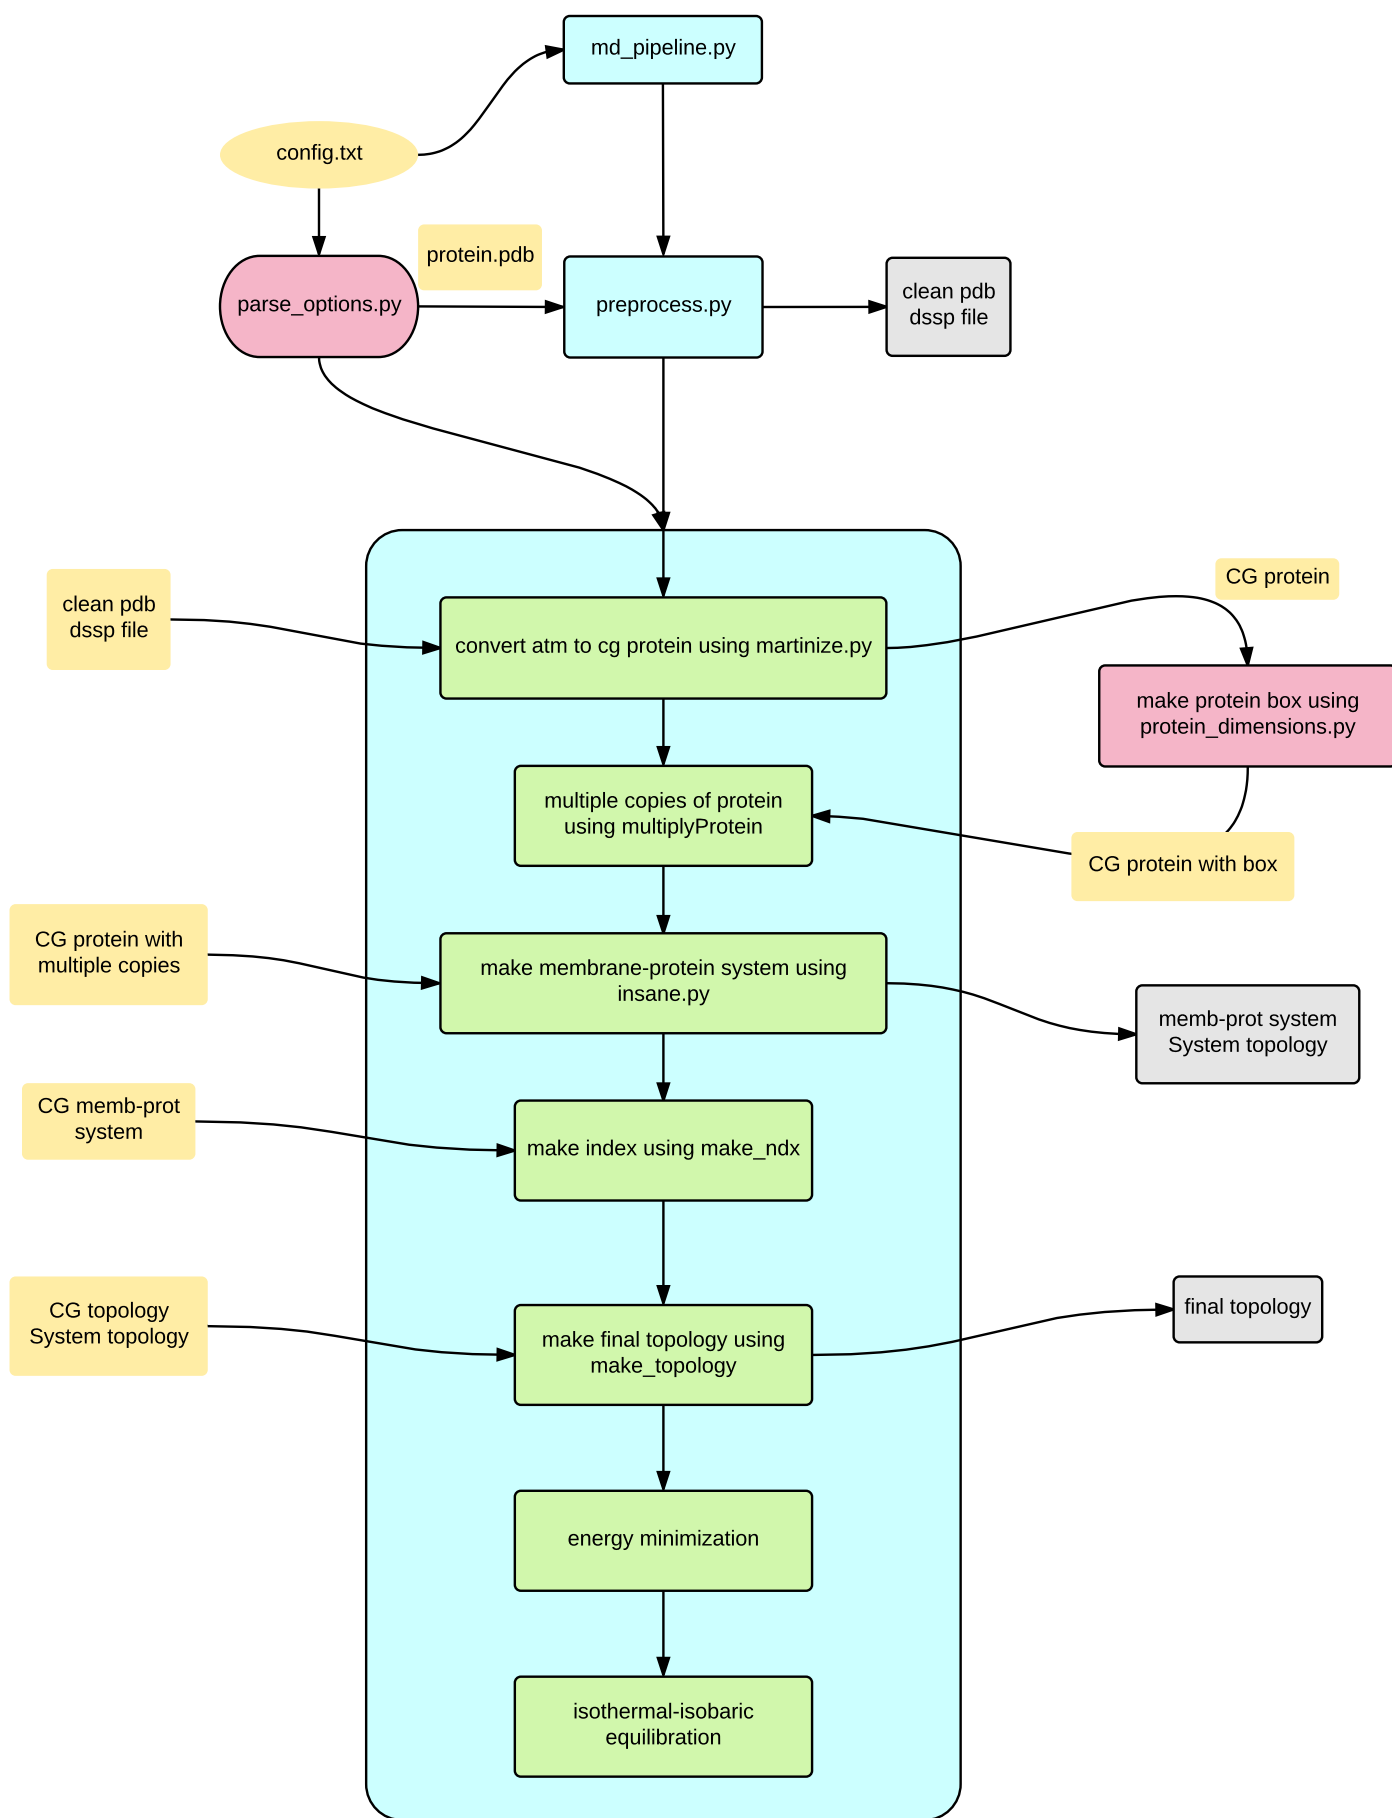 md_pipeline.py
config.txt
protein.pdb
parse_options.py
preprocess.py
clean pdb
dssp file
clean pdb
dssp file
convert atm to cg protein using martinize.py
CG protein
make protein box using
protein_dimensions.py
multiple copies of protein
using multiplyProtein
CG protein with box
CG protein with
multiple copies
make membrane-protein system using
insane.py
memb-prot system
System topology
CG memb-prot
system
make index using make_ndx
CG topology
System topology
make final topology using
make_topology
final topology
energy minimization
isothermal-isobaric
equilibration